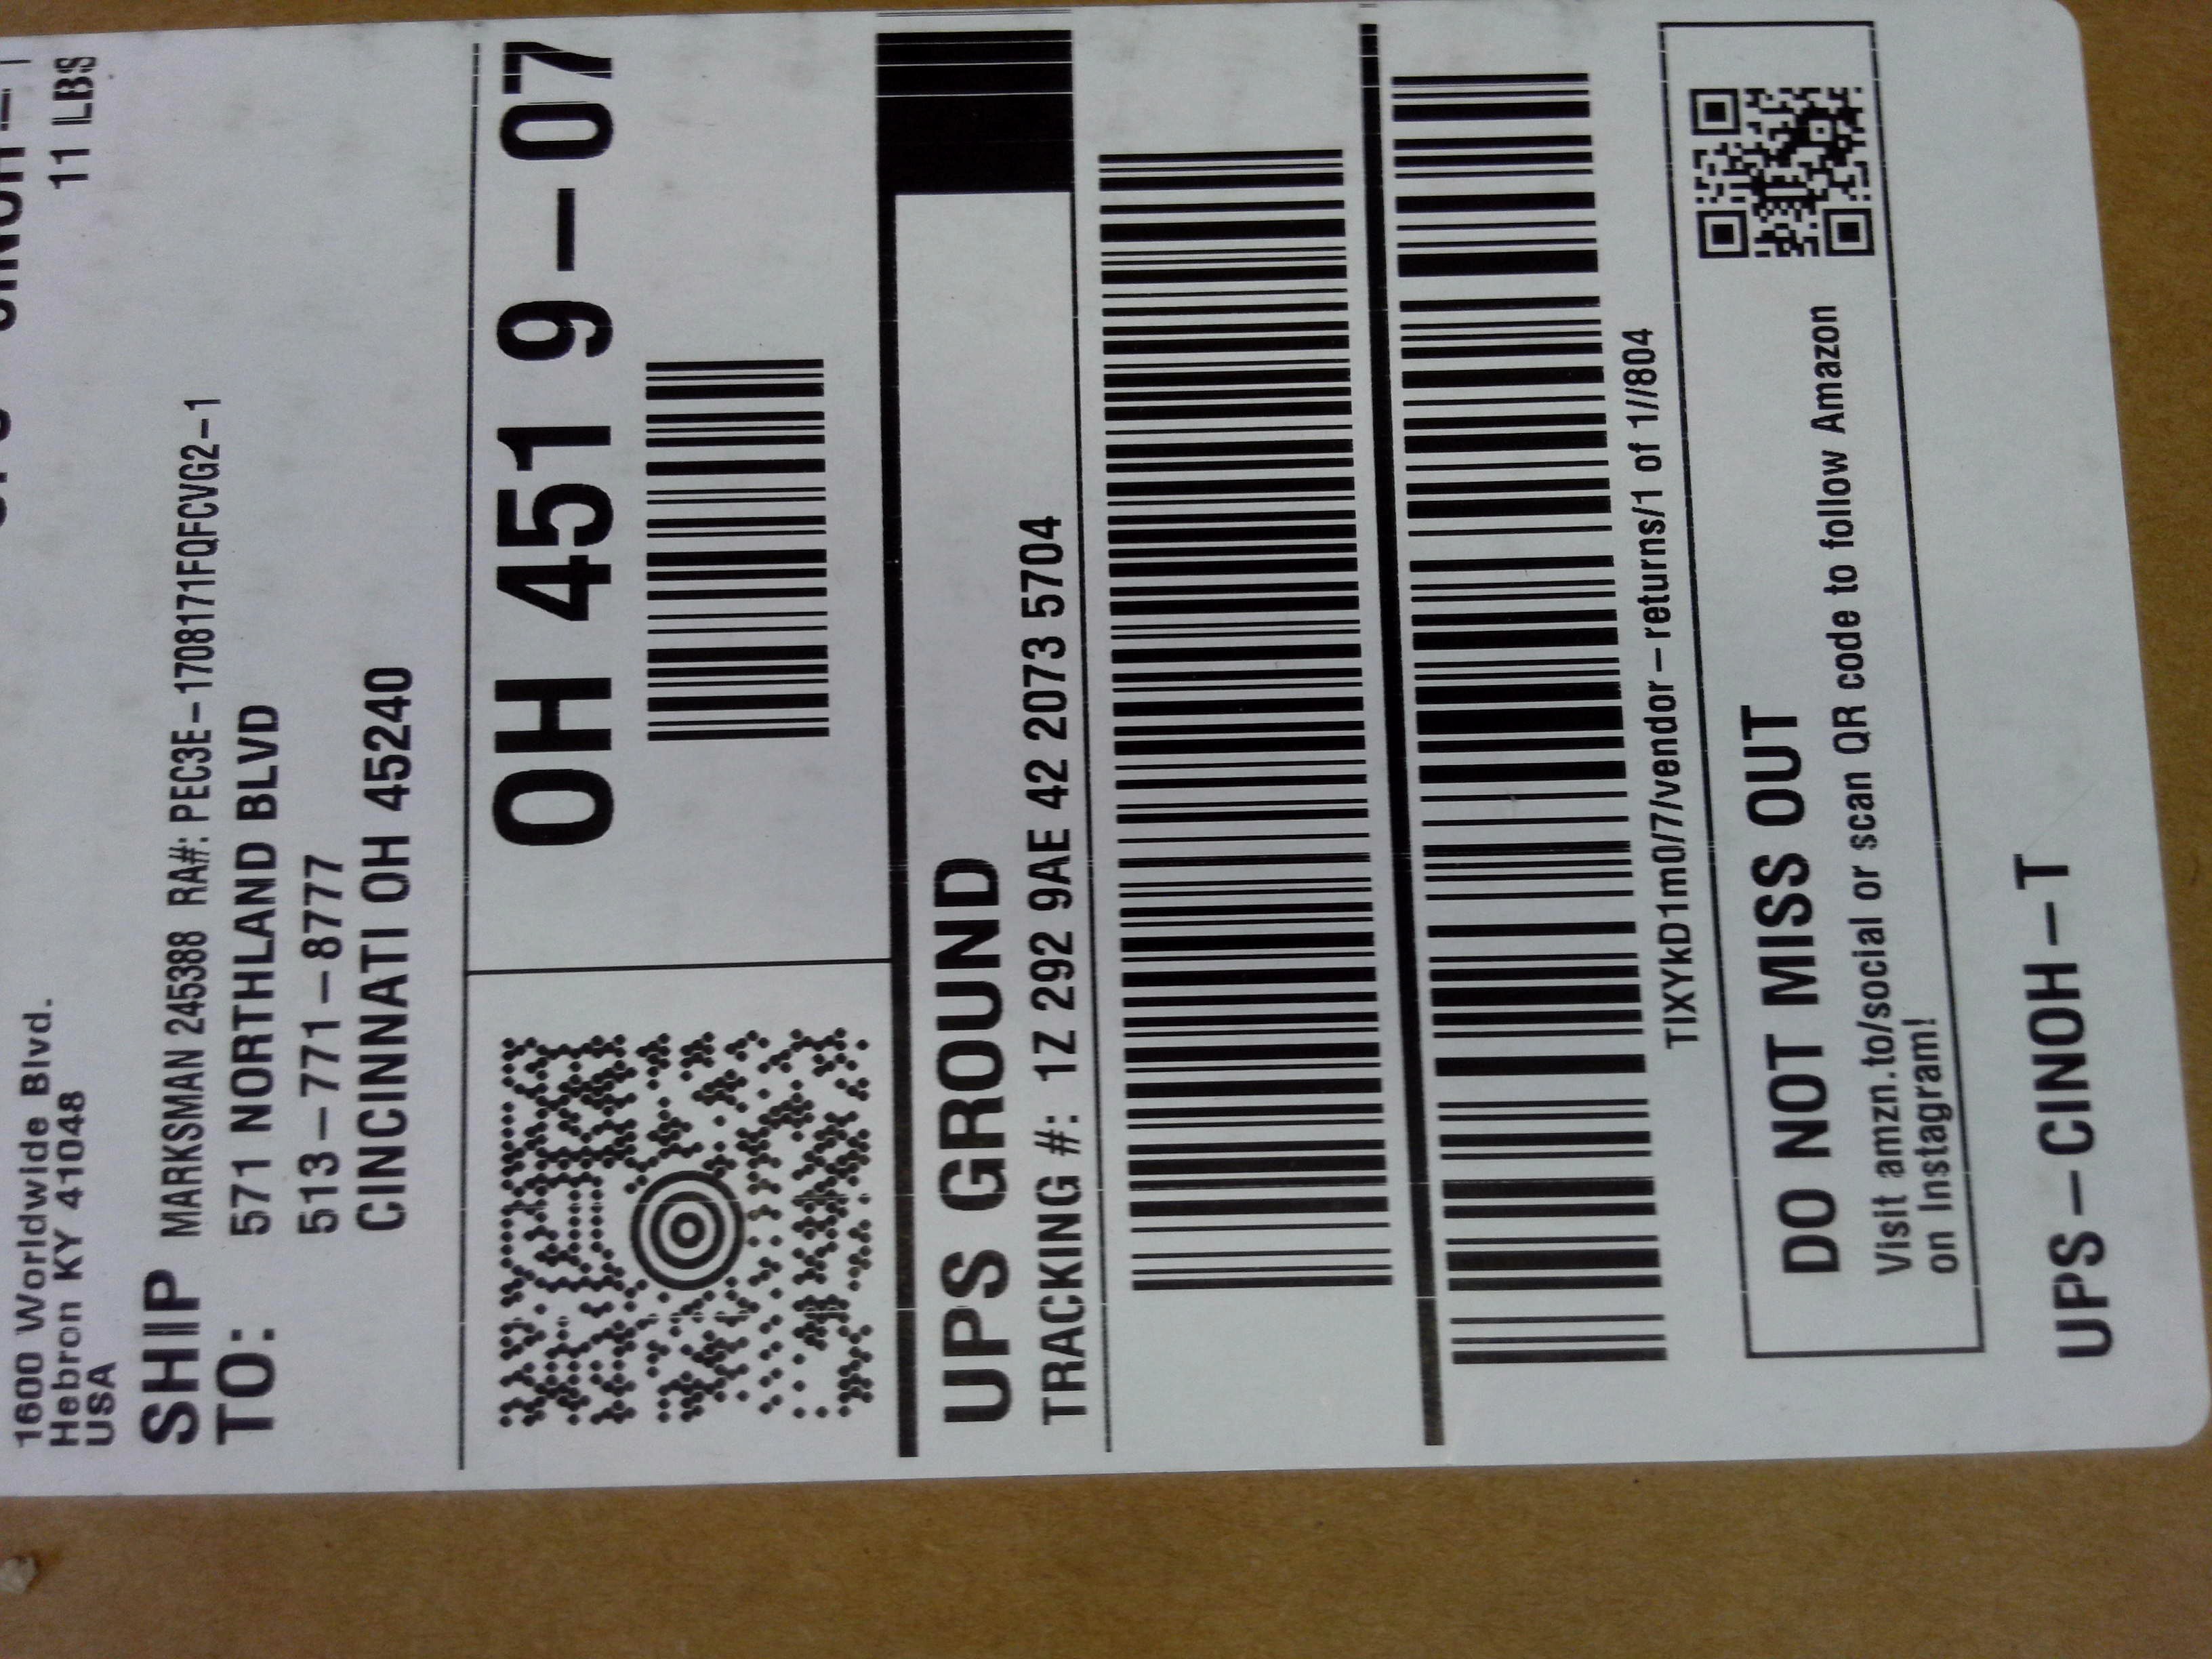 11 LBS
1600 Worldwide Blvd.
Hebron KY 41048
USA
SHIP
TO:
MARKSMAN 245388 RA#: PEC3E-1708171FQFCVG2-1
571 NORTHLAND BLVD
513-771-8777
CINCINNATI OH 45240
OH 451 9-07
UPS GROUND
TRACKING #: 1Z 292 9AE 42 2073 5704
TIXYkD1m0/7/vendor-returns/1 of 1//804
DO NOT MISS OUT
Visit amzn.to/social or scan QR code to follow Amazon
on Instagram!
UPS-CINOH-T